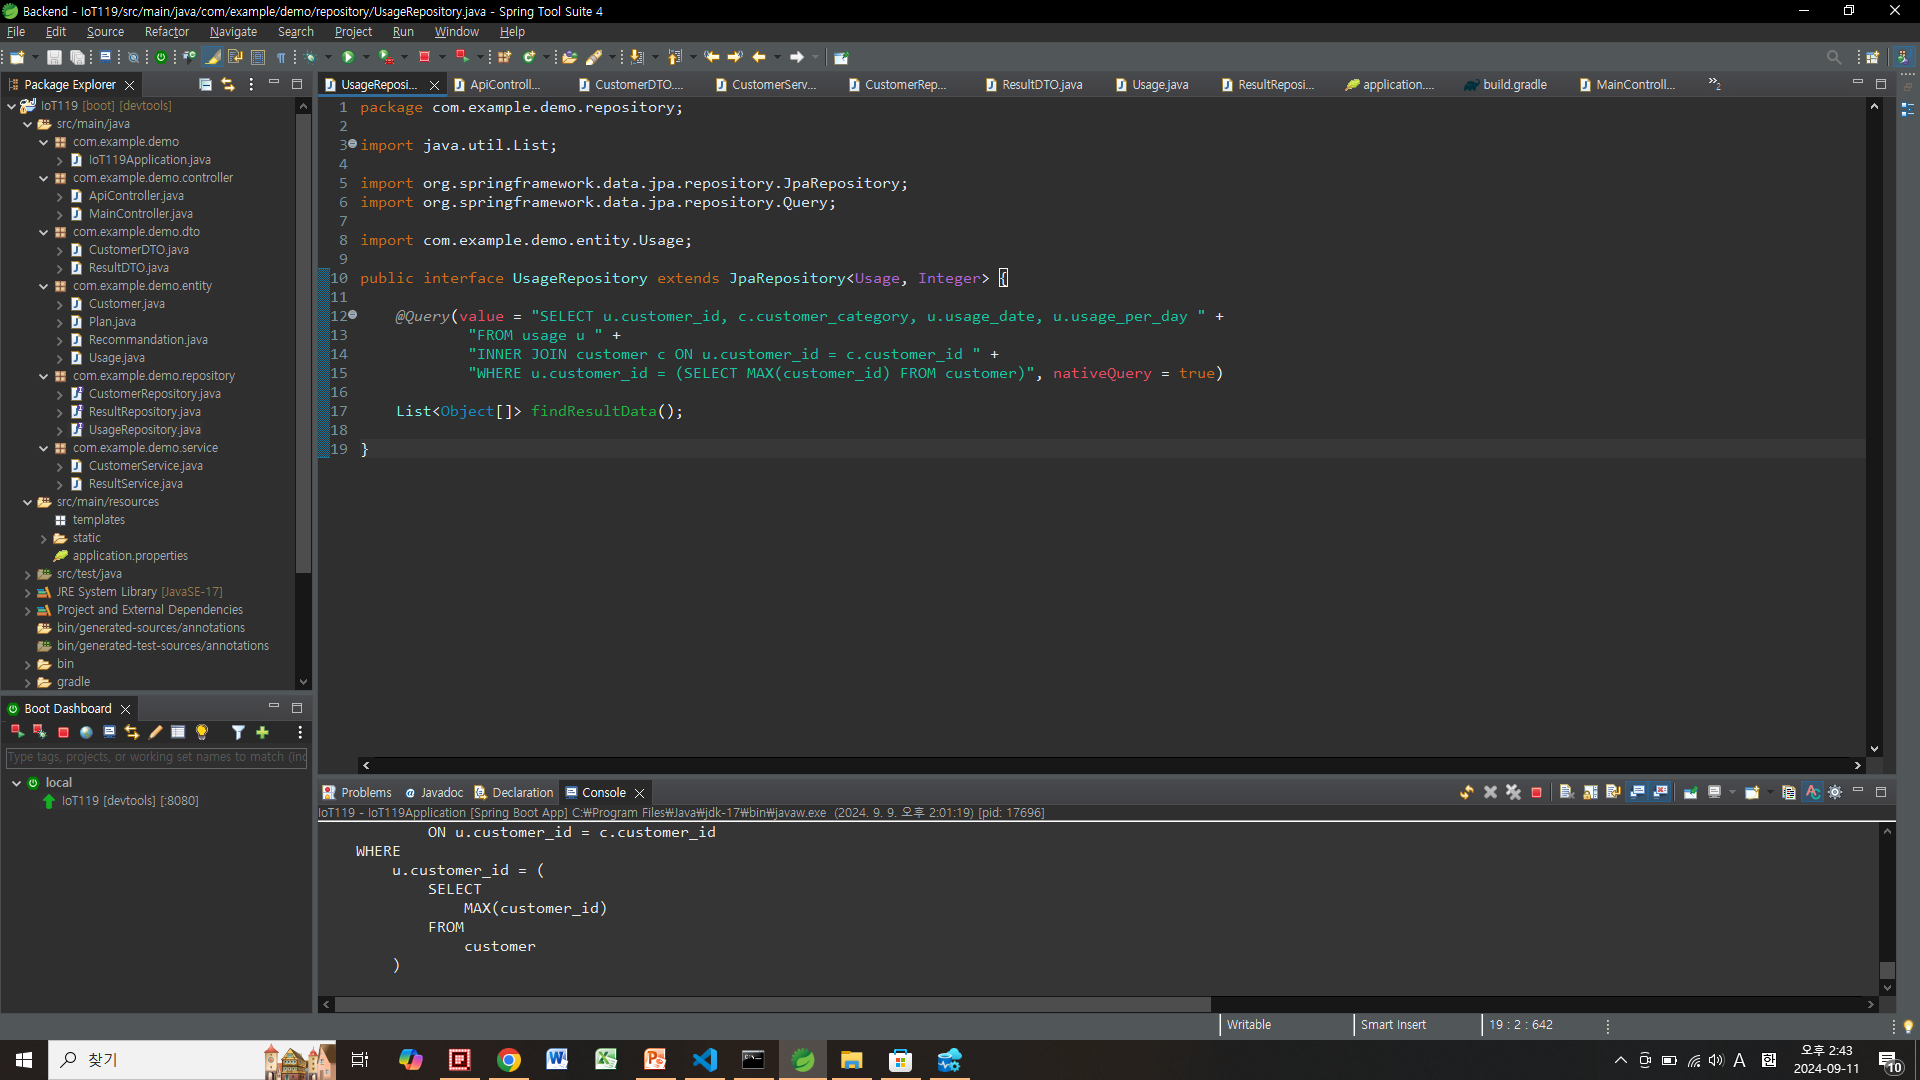 Backend - IoT119/src/main/java/com/example/demo/repository/UsageRepository.java - Spring Tool Suite 4
File Edit Source Refactor Navigate Search Project Run Window Help
Package Explorer
IoT119 [boot] [devtools]
src/main/java
com.example.demo
IoT119Application.java
com.example.demo.controller
ApiController.java
MainController.java
com.example.demo.dto
CustomerDTO.java
ResultDTO.java
com.example.demo.entity
Customer.java
Plan.java
Recommandation.java
Usage.java
com.example.demo.repository
CustomerRepository.java
ResultRepository.java
UsageRepository.java
com.example.demo.service
CustomerService.java
ResultService.java
src/main/resources
templates
static
application.properties
src/test/java
JRE System Library [JavaSE-17]
Project and External Dependencies
bin/generated-sources/annotations
bin/generated-test-sources/annotations
bin
gradle
Boot Dashboard
Type tags, projects, or working set names to match (inc
local
IoT119 [devtools] [:8080]
UsageReposi... ApiControll... CustomerDTO.... CustomerServ... CustomerRep... ResultDTO.java Usage.java ResultReposi... application.... build.gradle MainControll... »2
1 package com.example.demo.repository;
2
3 import java.util.List;
4
5 import org.springframework.data.jpa.repository.JpaRepository;
6 import org.springframework.data.jpa.repository.Query;
7
8 import com.example.demo.entity.Usage;
9
10 public interface UsageRepository extends JpaRepository<Usage, Integer> {
11
12 @Query(value = "SELECT u.customer_id, c.customer_category, u.usage_date, u.usage_per_day " +
13 "FROM usage u " +
14 "INNER JOIN customer c ON u.customer_id = c.customer_id " +
15 "WHERE u.customer_id = (SELECT MAX(customer_id) FROM customer)", nativeQuery = true)
16
17 List<Object[]> findResultData();
18
19 }
Problems Javadoc Declaration Console
IoT119 - IoT119Application [Spring Boot App] C:₩Program Files₩Java₩jdk-17₩bin₩javaw.exe (2024. 9. 9. 오후 2:01:19) [pid: 17696]
ON u.customer_id = c.customer_id
WHERE
u.customer_id = (
SELECT
MAX(customer_id)
FROM
customer
)
Writable Smart Insert 19 : 2 : 642
찾기
A 오후 2:43
2024-09-11
10